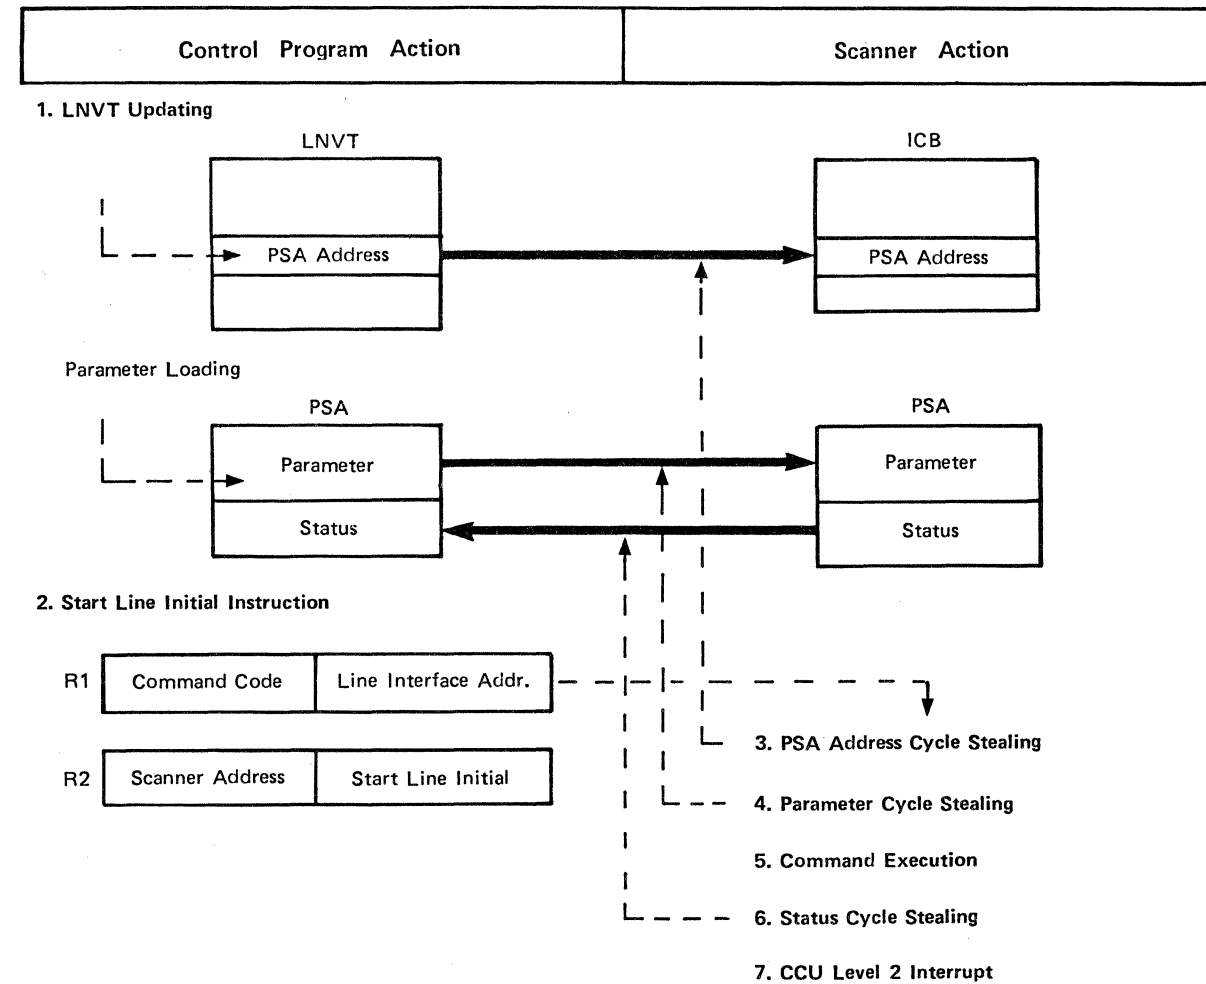 Control Program Action
Scanner Action
1. LNVT Updating
LNVT
ICB
PSA Address
PSA Address
Parameter Loading
PSA
PSA
Parameter
Parameter
Status
Status
2. Start Line Initial Instruction
R1
Command Code
Line Interface Addr.
3. PSA Address Cycle Stealing
R2
Scanner Address
Start Line Initial
4. Parameter Cycle Stealing
5. Command Execution
6. Status Cycle Stealing
7. CCU Level 2 Interrupt